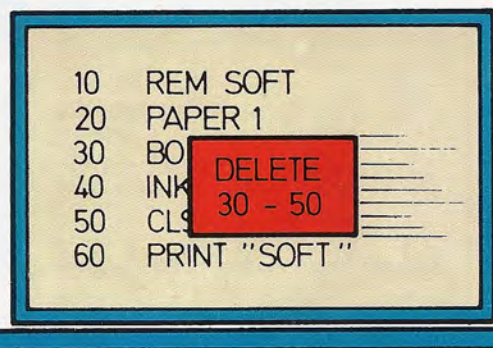 10 REM SOFT
20 PAPER 1
30 BO
40 INK
50 CLS
60 PRINT "SOFT"
DELETE
30 - 50